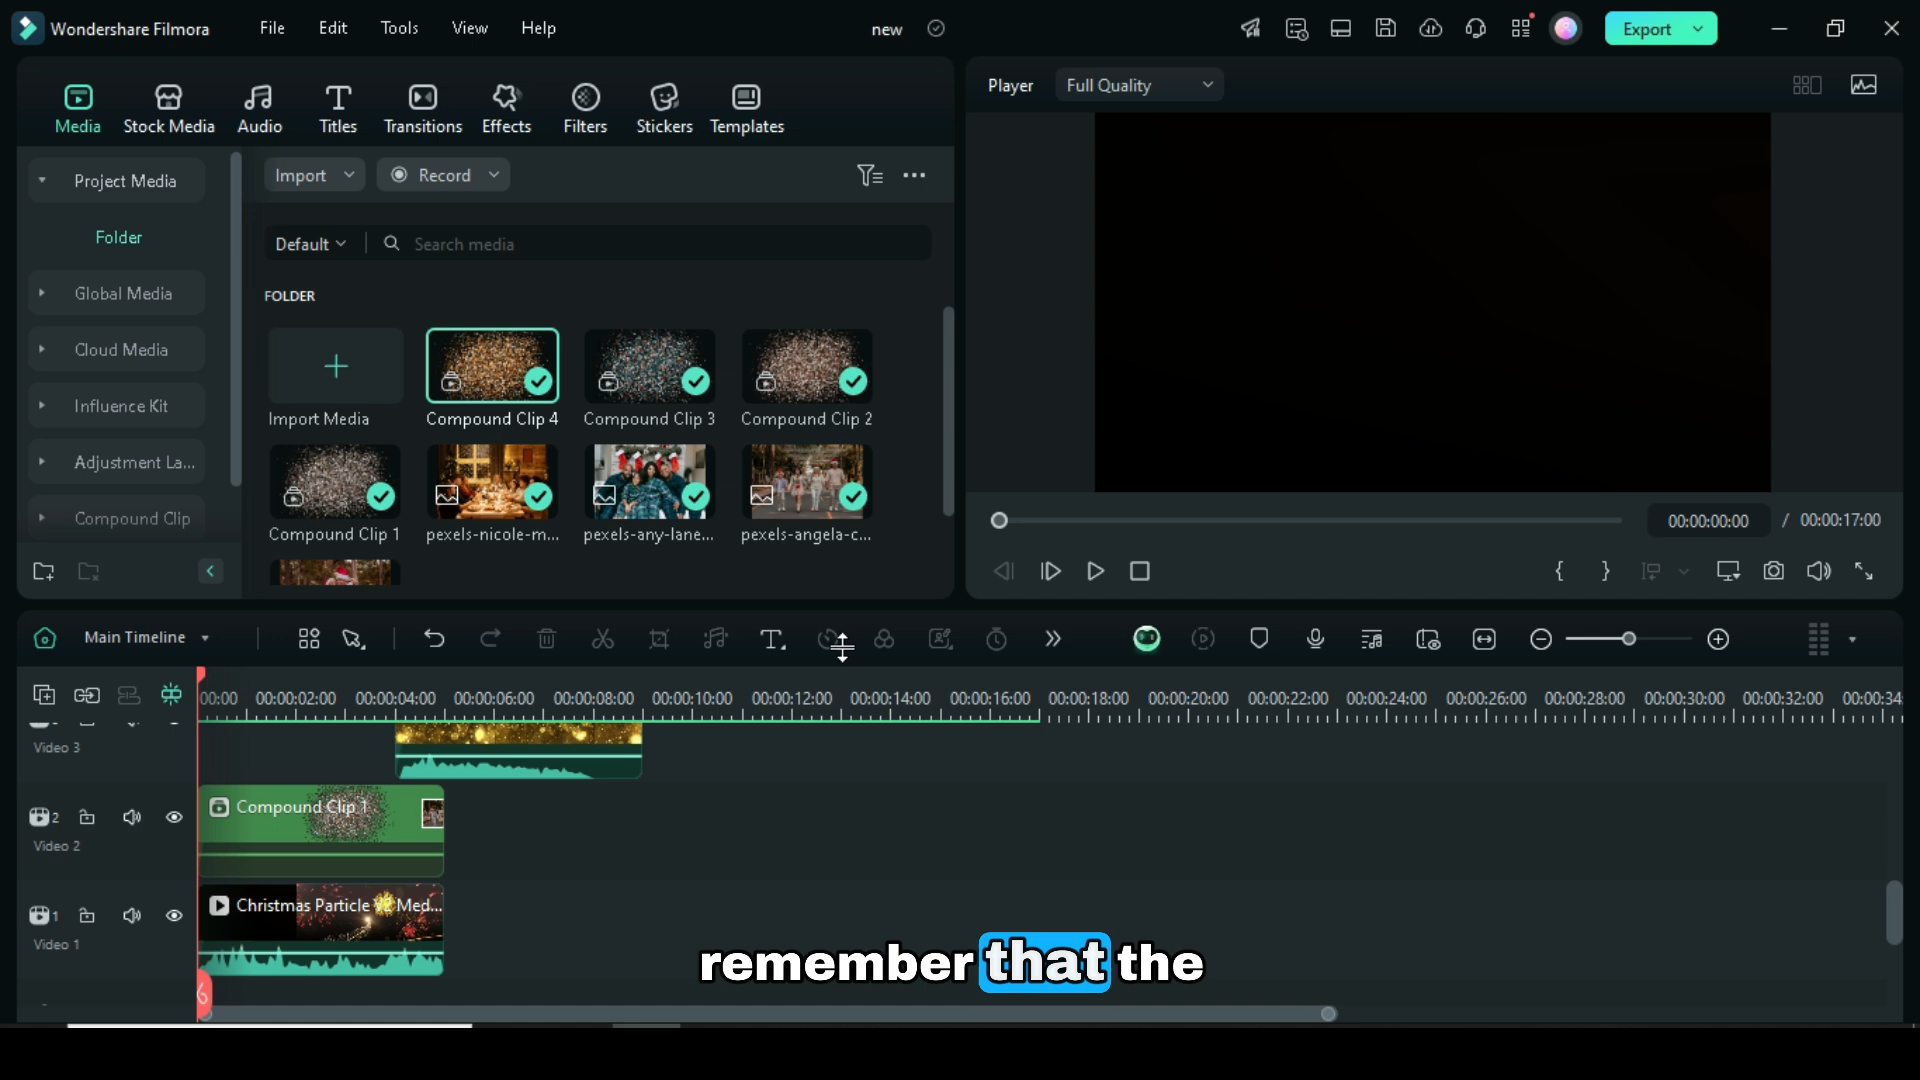 Wondershare Filmora
File
Edit
Tools
View
Help
new
Export
Media
Stock Media
Audio
Titles
Transitions
Effects
Filters
Stickers
Templates
Player
Full Quality
Project Media
Folder
Global Media
Cloud Media
Influence Kit
Adjustment La...
Compound Clip
Import
Record
Default
Search media
FOLDER
Import Media
Compound Clip 4
Compound Clip 3
Compound Clip 2
Compound Clip 1
pexels-nicole-m...
pexels-any-lane...
pexels-angela-c...
00:00:00:00 / 00:00:17:00
Main Timeline
00:00 00:00:02:00 00:00:04:00 00:00:06:00 00:00:08:00 00:00:10:00 00:00:12:00 00:00:14:00 00:00:16:00 00:00:18:00 00:00:20:00 00:00:22:00 00:00:24:00 00:00:26:00 00:00:28:00 00:00:30:00 00:00:32:00 00:00:34
Video 3
2
Video 2
Compound Clip 1
1
Video 1
Christmas Particle V2 Med...
remember that the